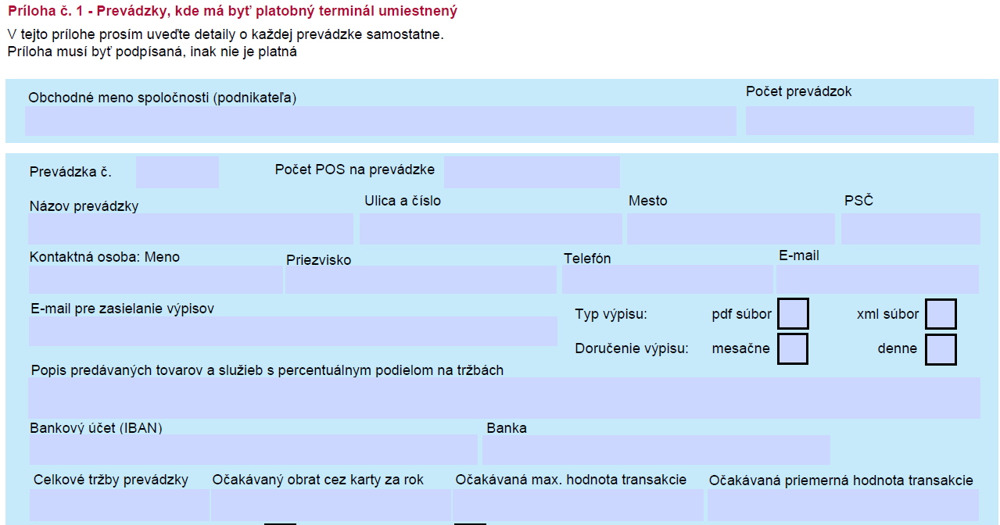 Príloha č. 1 - Prevádzky, kde má byť platobný terminál umiestnený
V tejto prílohe prosím uveďte detaily o každej prevádzke samostatne.
Príloha musí byť podpísaná, inak nie je platná
Obchodné meno spoločnosti (podnikateľa)
Počet prevádzok
Prevádzka č.
Počet POS na prevádzke
Názov prevádzky
Ulica a číslo
Mesto
PSČ
Kontaktná osoba: Meno
Priezvisko
Telefón
E-mail
E-mail pre zasielanie výpisov
Typ výpisu:
pdf súbor
xml súbor
Doručenie výpisu:
mesačne
denne
Popis predávaných tovarov a služieb s percentuálnym podielom na tržbách
Bankový účet (IBAN)
Banka
Celkové tržby prevádzky
Očakávaný obrat cez karty za rok
Očakávaná max. hodnota transakcie
Očakávaná priemerná hodnota transakcie